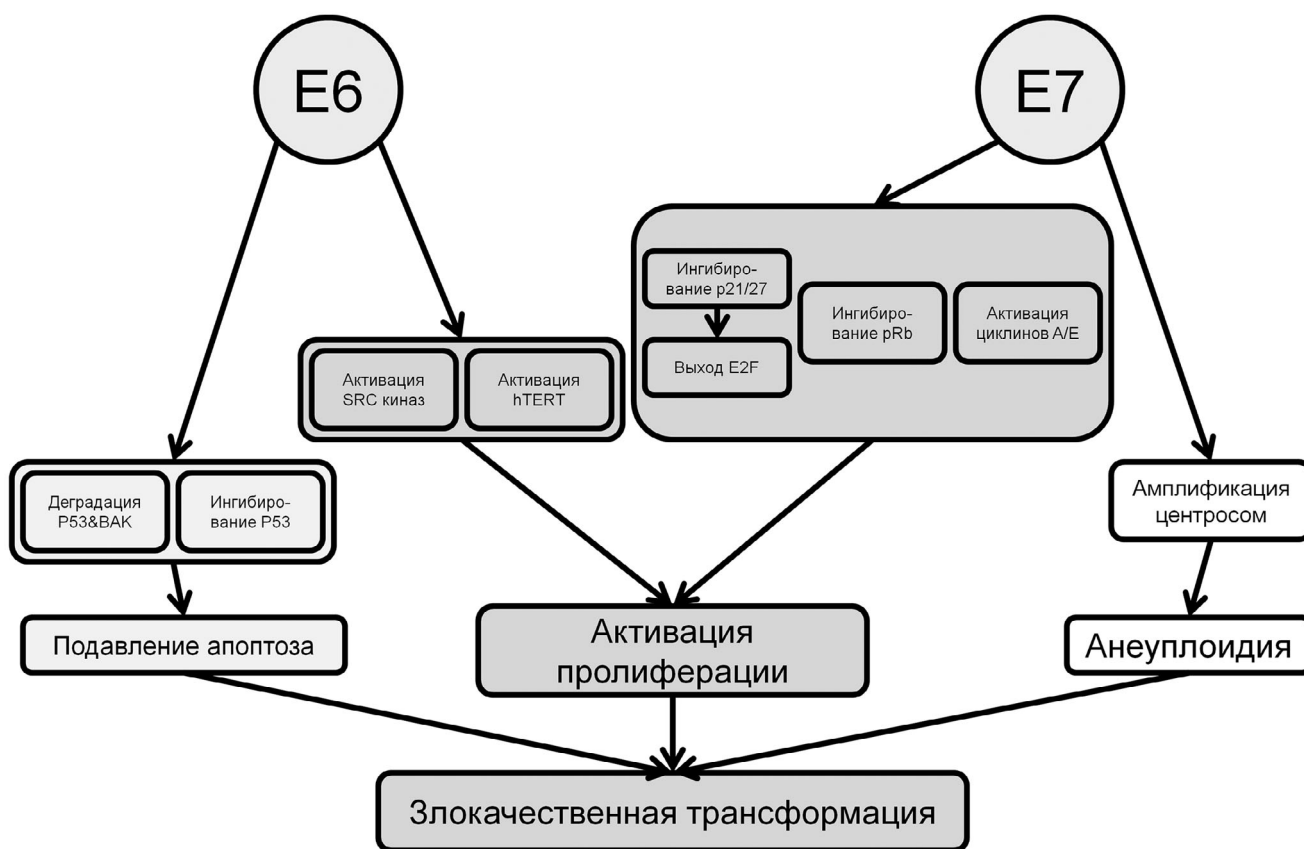 E6
E7
Ингибиро-
вание p21/27
Выход E2F
Ингибиро-
вание pRb
Активация
циклинов A/E
Активация
SRC киназ
Активация
hTERT
Деградация
P53&BAK
Ингибиро-
вание P53
Амплификация
центросом
Подавление апоптоза
Активация
пролиферации
Анеуплоидия
Злокачественная трансформация